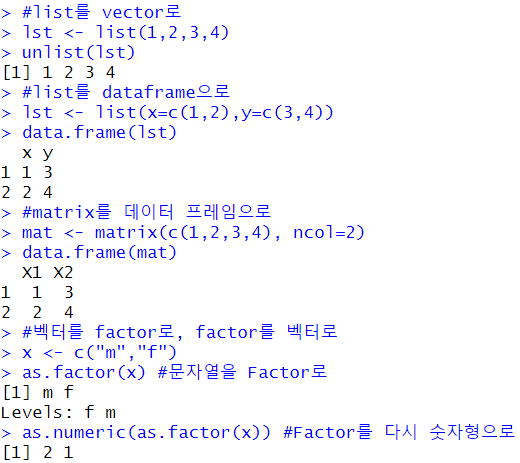 > #list를 vector로
> lst <- list(1,2,3,4)
> unlist(lst)
[1] 1 2 3 4
> #list를 dataframe으로
> lst <- list(x=c(1,2),y=c(3,4))
> data.frame(lst)
  x y
1 1 3
2 2 4
> #matrix를 데이터 프레임으로
> mat <- matrix(c(1,2,3,4), ncol=2)
> data.frame(mat)
  X1 X2
1  1  3
2  2  4
> #벡터를 factor로, factor를 벡터로
> x <- c("m","f")
> as.factor(x) #문자열을 Factor로
[1] m f
Levels: f m
> as.numeric(as.factor(x)) #Factor를 다시 숫자형으로
[1] 2 1